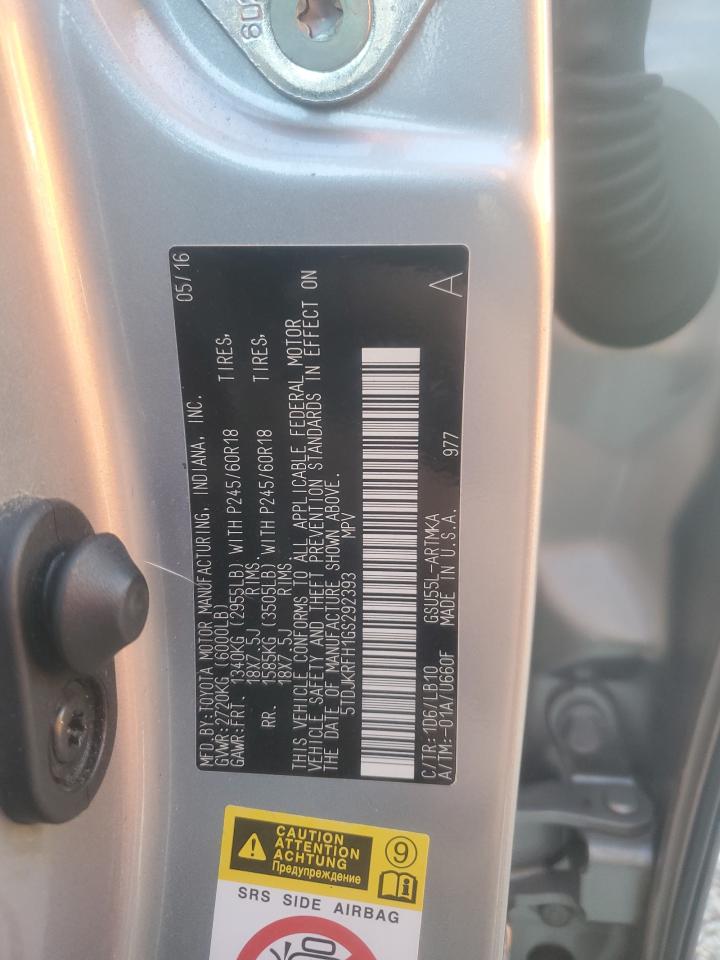 MFD.BY:TOYOTA MOTOR MANUFACTURING, INDIANA, INC. 05/16
GVWR:2720KG(6000LB)
GAWR:FRT. 1340KG (2955LB) WITH P245/60R18 TIRES,
18X7.5J RIMS.
RR. 1585KG (3505LB) WITH P245/60R18 TIRES,
18X7.5J RIMS.
THIS VEHICLE CONFORMS TO ALL APPLICABLE FEDERAL MOTOR
VEHICLE SAFETY AND THEFT PREVENTION STANDARDS IN EFFECT ON
THE DATE OF MANUFACTURE SHOWN ABOVE.
5TDJKRFH1GS292393 MPV
C/TR:1D6/LB10 GSU55L-ARTMKA A
A/TM:-01A/U660F MADE IN U.S.A. 977
CAUTION
ATTENTION
ACHTUNG
Предупреждение
9
SRS SIDE AIRBAG